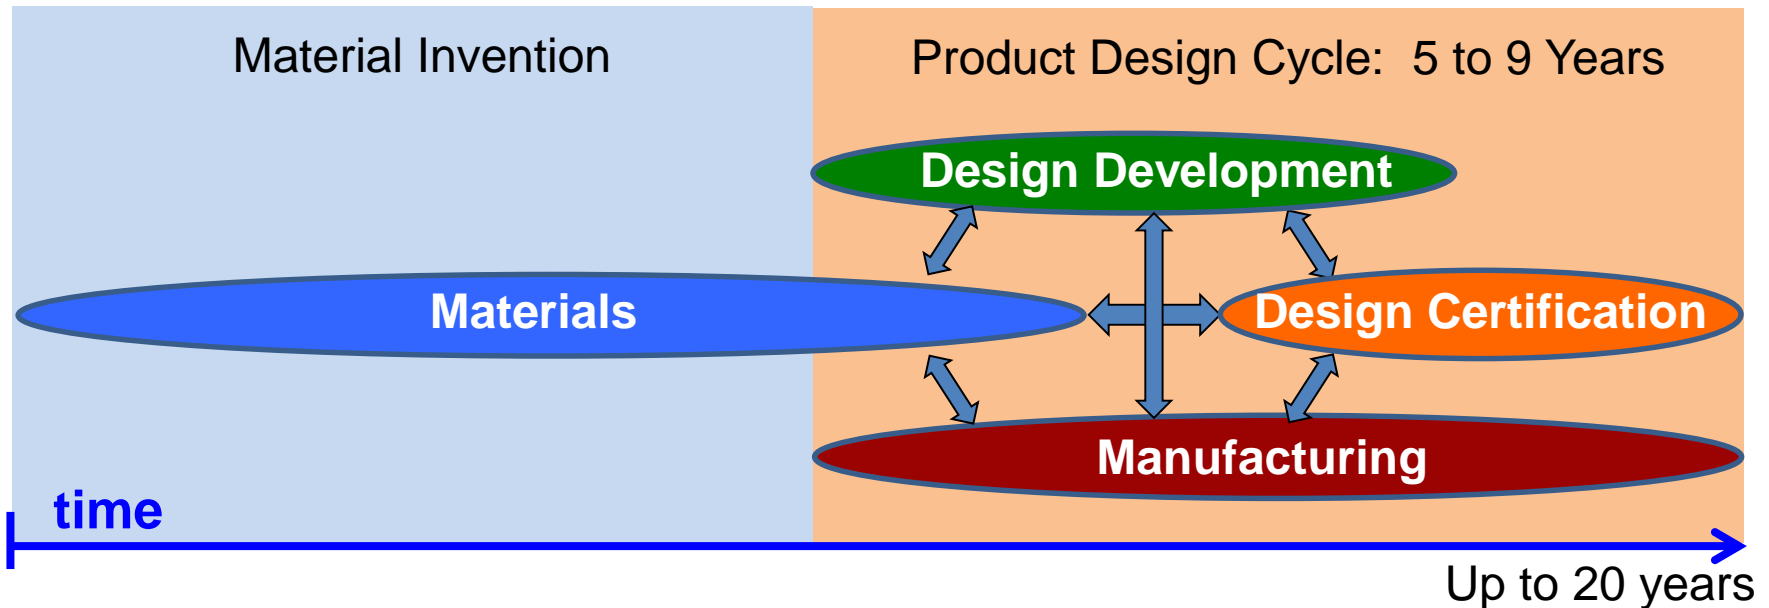 Material Invention
Product Design Cycle: 5 to 9 Years
Design Development
Materials
Design Certification
Manufacturing
time
Up to 20 years